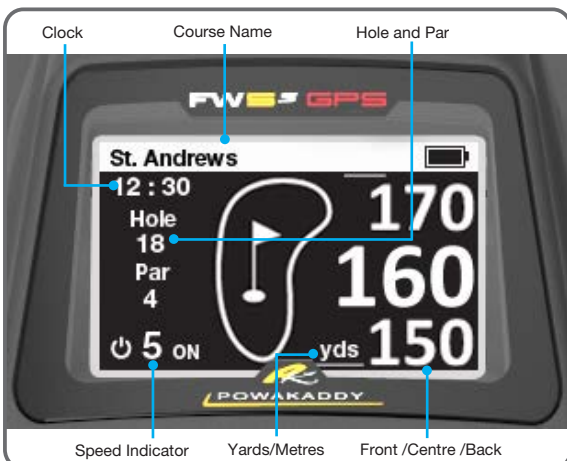 Clock
Course Name
Hole and Par
FW5s GPS
St. Andrews
12 : 30
Hole
18
Par
4
5 ON
170
160
yds 150
POWAKADDY
Speed Indicator
Yards/Metres
Front /Centre /Back